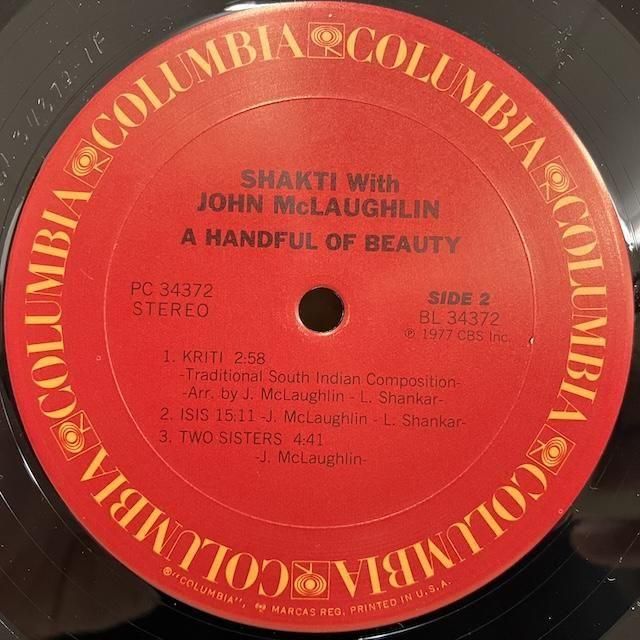 COLUMBIA COLUMBIA COLUMBIA COLUMBIA COLUMBIA COLUMBIA COLUMBIA COLUMBIA
SHAKTI With
JOHN McLAUGHLIN
A HANDFUL OF BEAUTY
PC 34372
STEREO
SIDE 2
BL 34372
℗ 1977 CBS Inc.
1. KRITI 2:58
-Traditional South Indian Composition-
-Arr. by J. McLaughlin - L. Shankar-
2. ISIS 15:11 -J. McLaughlin - L. Shankar-
3. TWO SISTERS 4:41
-J. McLaughlin-
®"COLUMBIA", MARCAS REG. PRINTED IN U.S.A.